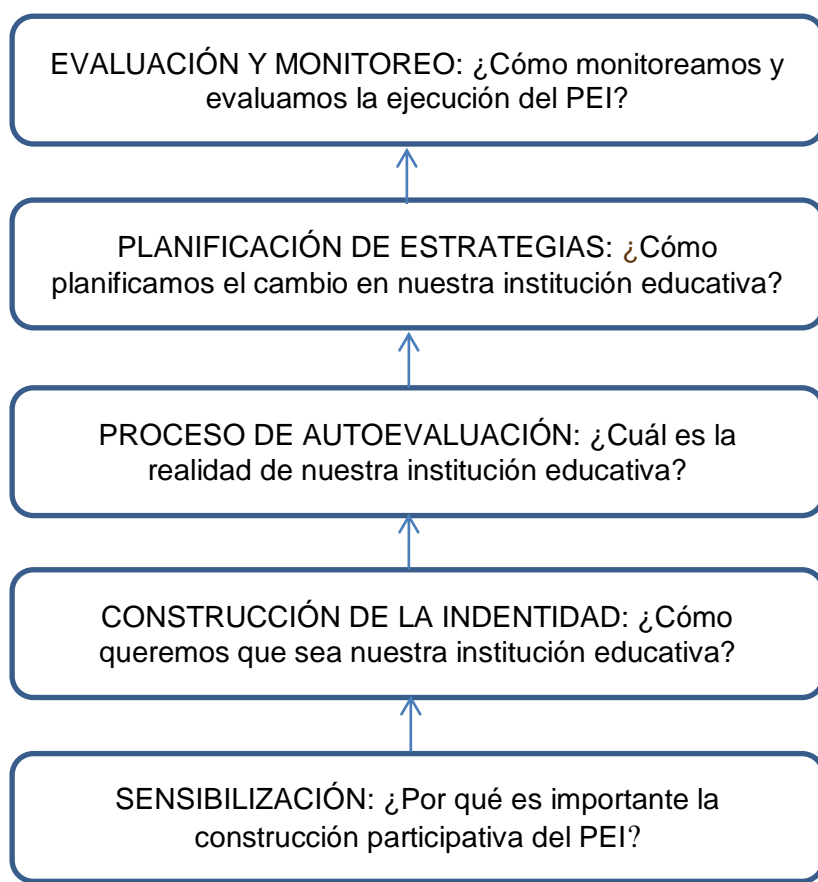 EVALUACIÓN Y MONITOREO: ¿Cómo monitoreamos y
evaluamos la ejecución del PEI?
PLANIFICACIÓN DE ESTRATEGIAS: ¿Cómo
planificamos el cambio en nuestra institución educativa?
PROCESO DE AUTOEVALUACIÓN: ¿Cuál es la
realidad de nuestra institución educativa?
CONSTRUCCIÓN DE LA INDENTIDAD: ¿Cómo
queremos que sea nuestra institución educativa?
SENSIBILIZACIÓN: ¿Por qué es importante la
construcción participativa del PEI?